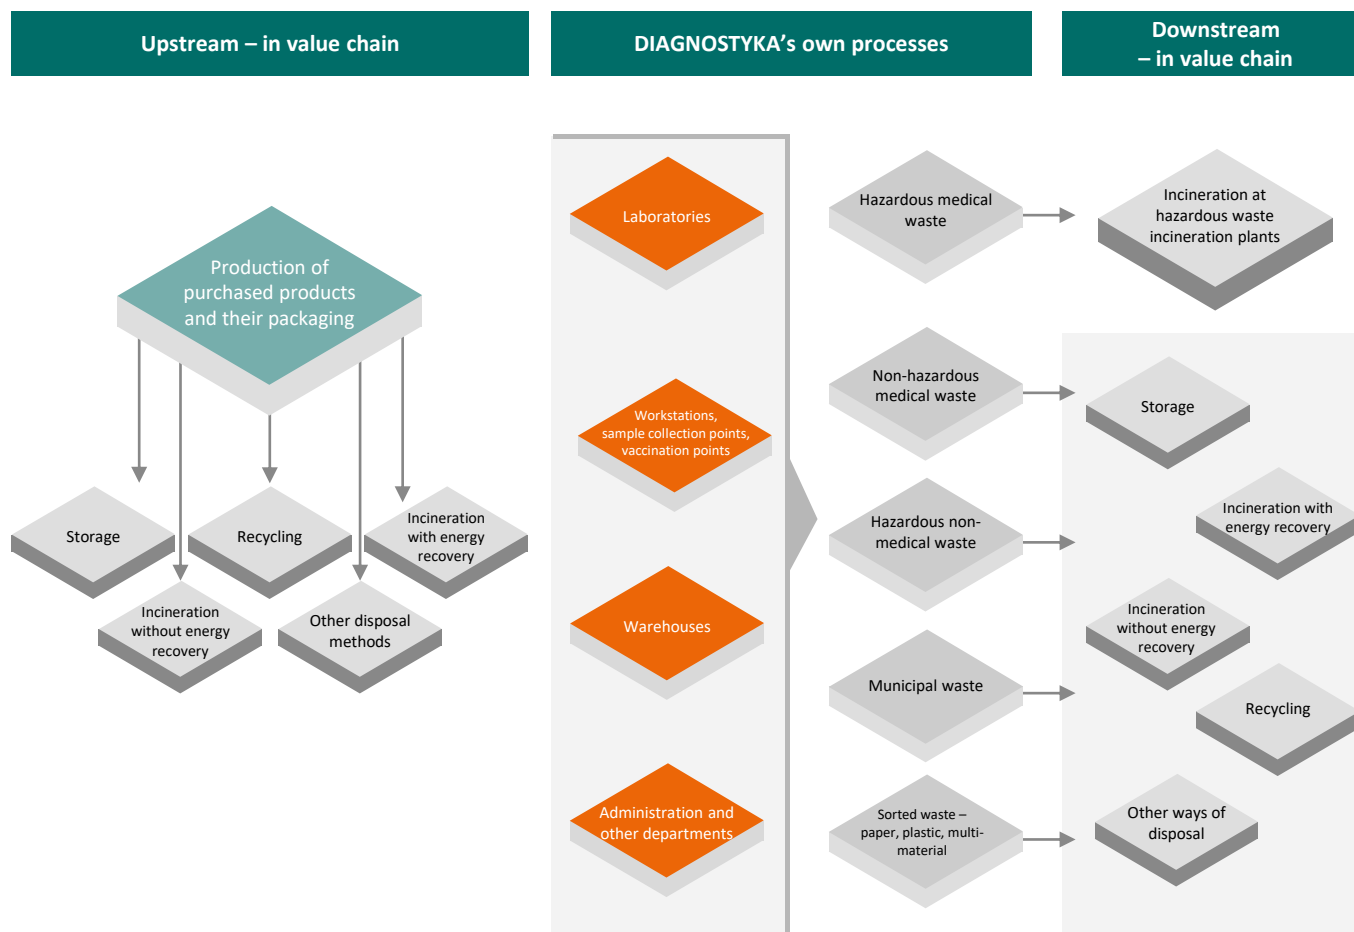 Upstream – in value chain
DIAGNOSTYKA's own processes
Downstream
– in value chain
Production of
purchased products
and their packaging
Storage
Recycling
Incineration
with energy
recovery
Incineration
without energy
recovery
Other disposal
methods
Laboratories
Workstations,
sample collection points,
vaccination points
Warehouses
Administration and
other departments
Hazardous medical
waste
Non-hazardous
medical waste
Hazardous non-
medical waste
Municipal waste
Sorted waste –
paper, plastic, multi-
material
Incineration at
hazardous waste
incineration plants
Storage
Incineration with
energy recovery
Incineration
without energy
recovery
Recycling
Other ways of
disposal